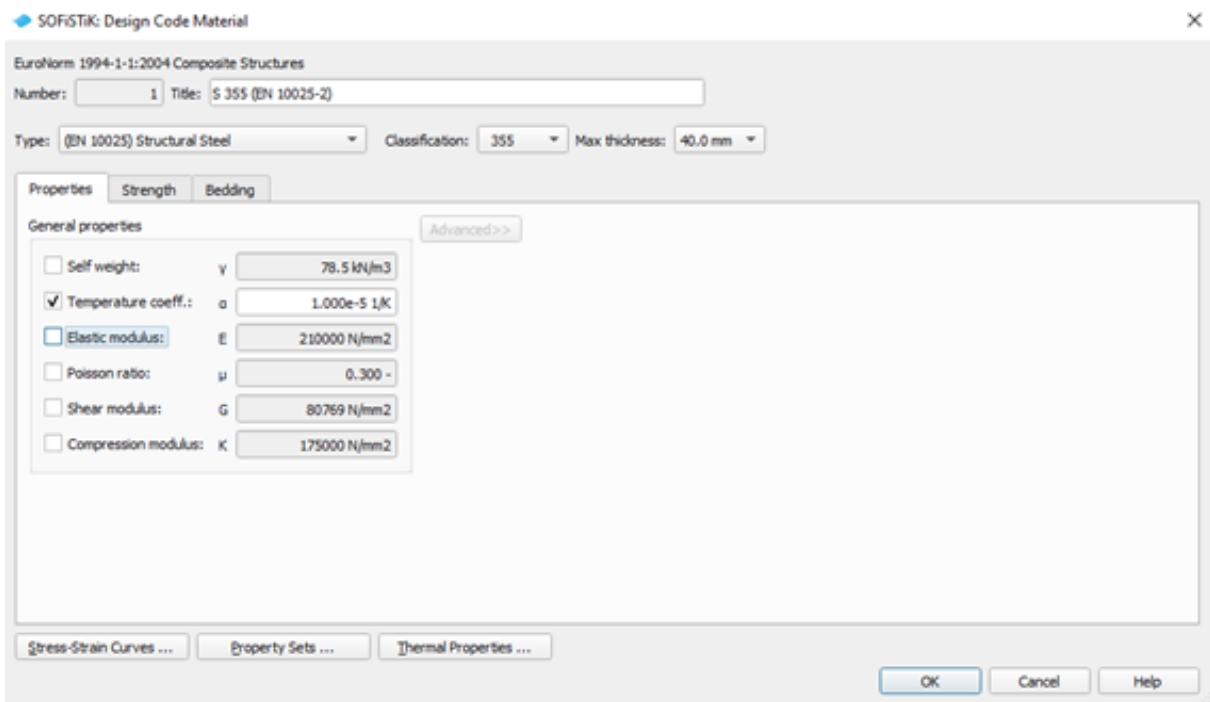 SOFiSTiK: Design Code Material
EuroNorm 1994-1-1:2004 Composite Structures
Number: 1 Title: S 355 (EN 10025-2)
Type: (EN 10025) Structural Steel Classification: 355 Max thickness: 40.0 mm
Properties Strength Bedding
General properties Advanced>>
Self weight: γ 78.5 kN/m3
Temperature coeff.: α 1.000e-5 1/K
Elastic modulus: E 210000 N/mm2
Poisson ratio: μ 0.300 -
Shear modulus: G 80769 N/mm2
Compression modulus: K 175000 N/mm2
Stress-Strain Curves ... Property Sets ... Thermal Properties ...
OK Cancel Help